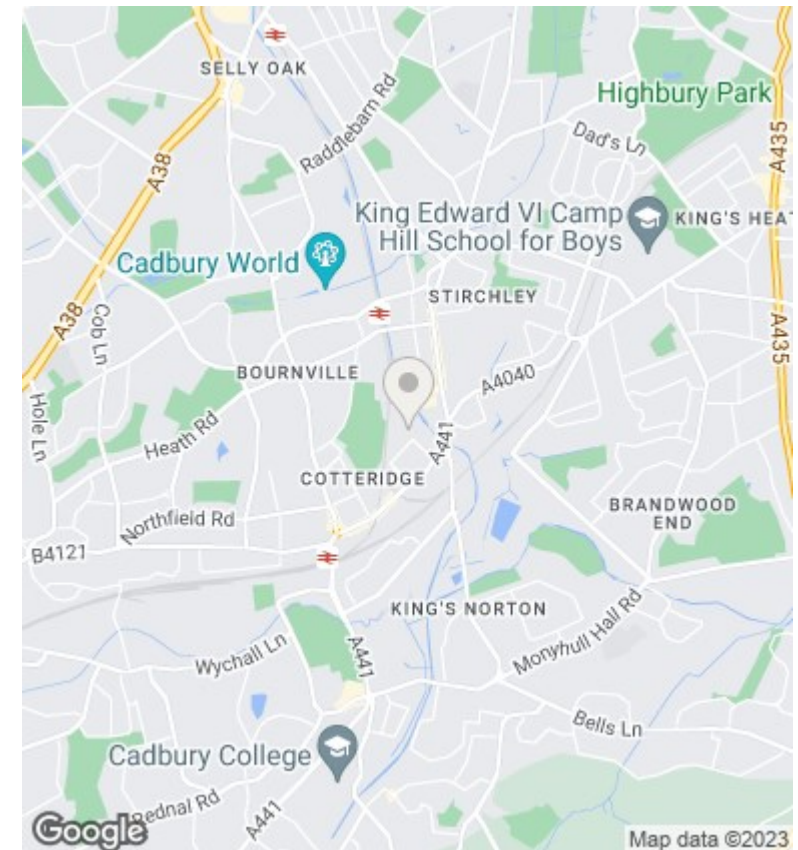 SELLY OAK
Raddlebarn Rd
Highbury Park
Dad's Ln
A435
A38
King Edward VI Camp
Hill School for Boys
KING'S HEAT
Cadbury World
STIRCHLEY
A38
Cob Ln
A435
BOURNVILLE
A4040
Hole Ln
Heath Rd
A441
COTTERIDGE
Northfield Rd
BRANDWOOD
END
B4121
KING'S NORTON
Monyhull Hall Rd
Wychall Ln
A441
Bells Ln
Cadbury College
Rednal Rd
A441
Google
Map data ©2023